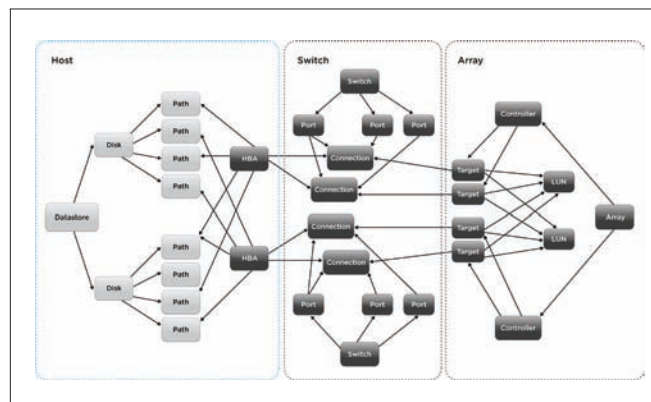 Host
Switch
Array
Path
Path
Path
Path
Disk
Datastore
HBA
HBA
Path
Path
Path
Path
Disk
Switch
Port
Port
Port
Connection
Connection
Connection
Connection
Port
Port
Port
Switch
Controller
Target
Target
Target
Target
LUN
LUN
Array
Controller